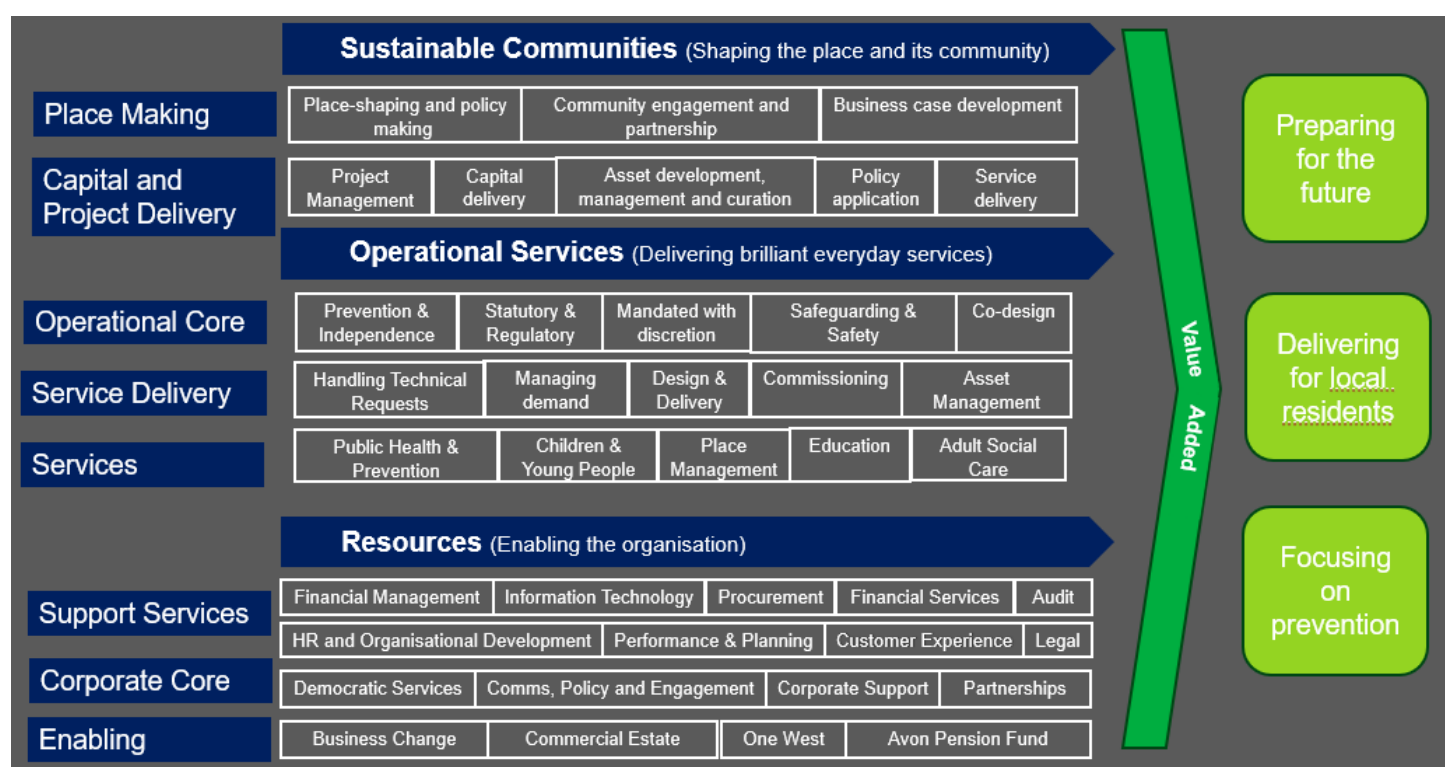 Sustainable Communities (Shaping the place and its community)
Place Making
Place-shaping and policy
making
Community engagement and
partnership
Business case development
Capital and
Project Delivery
Project
Management
Capital
delivery
Asset development,
management and curation
Policy
application
Service
delivery
Operational Services (Delivering brilliant everyday services)
Operational Core
Prevention &
Independence
Statutory &
Regulatory
Mandated with
discretion
Safeguarding &
Safety
Co-design
Service Delivery
Handling Technical
Requests
Managing
demand
Design &
Delivery
Commissioning
Asset
Management
Services
Public Health &
Prevention
Children &
Young People
Place
Management
Education
Adult Social
Care
Resources (Enabling the organisation)
Support Services
Financial Management
Information Technology
Procurement
Financial Services
Audit
HR and Organisational Development
Performance & Planning
Customer Experience
Legal
Corporate Core
Democratic Services
Comms, Policy and Engagement
Corporate Support
Partnerships
Enabling
Business Change
Commercial Estate
One West
Avon Pension Fund
Value Added
Preparing
for the
future
Delivering
for local
residents
Focusing
on
prevention